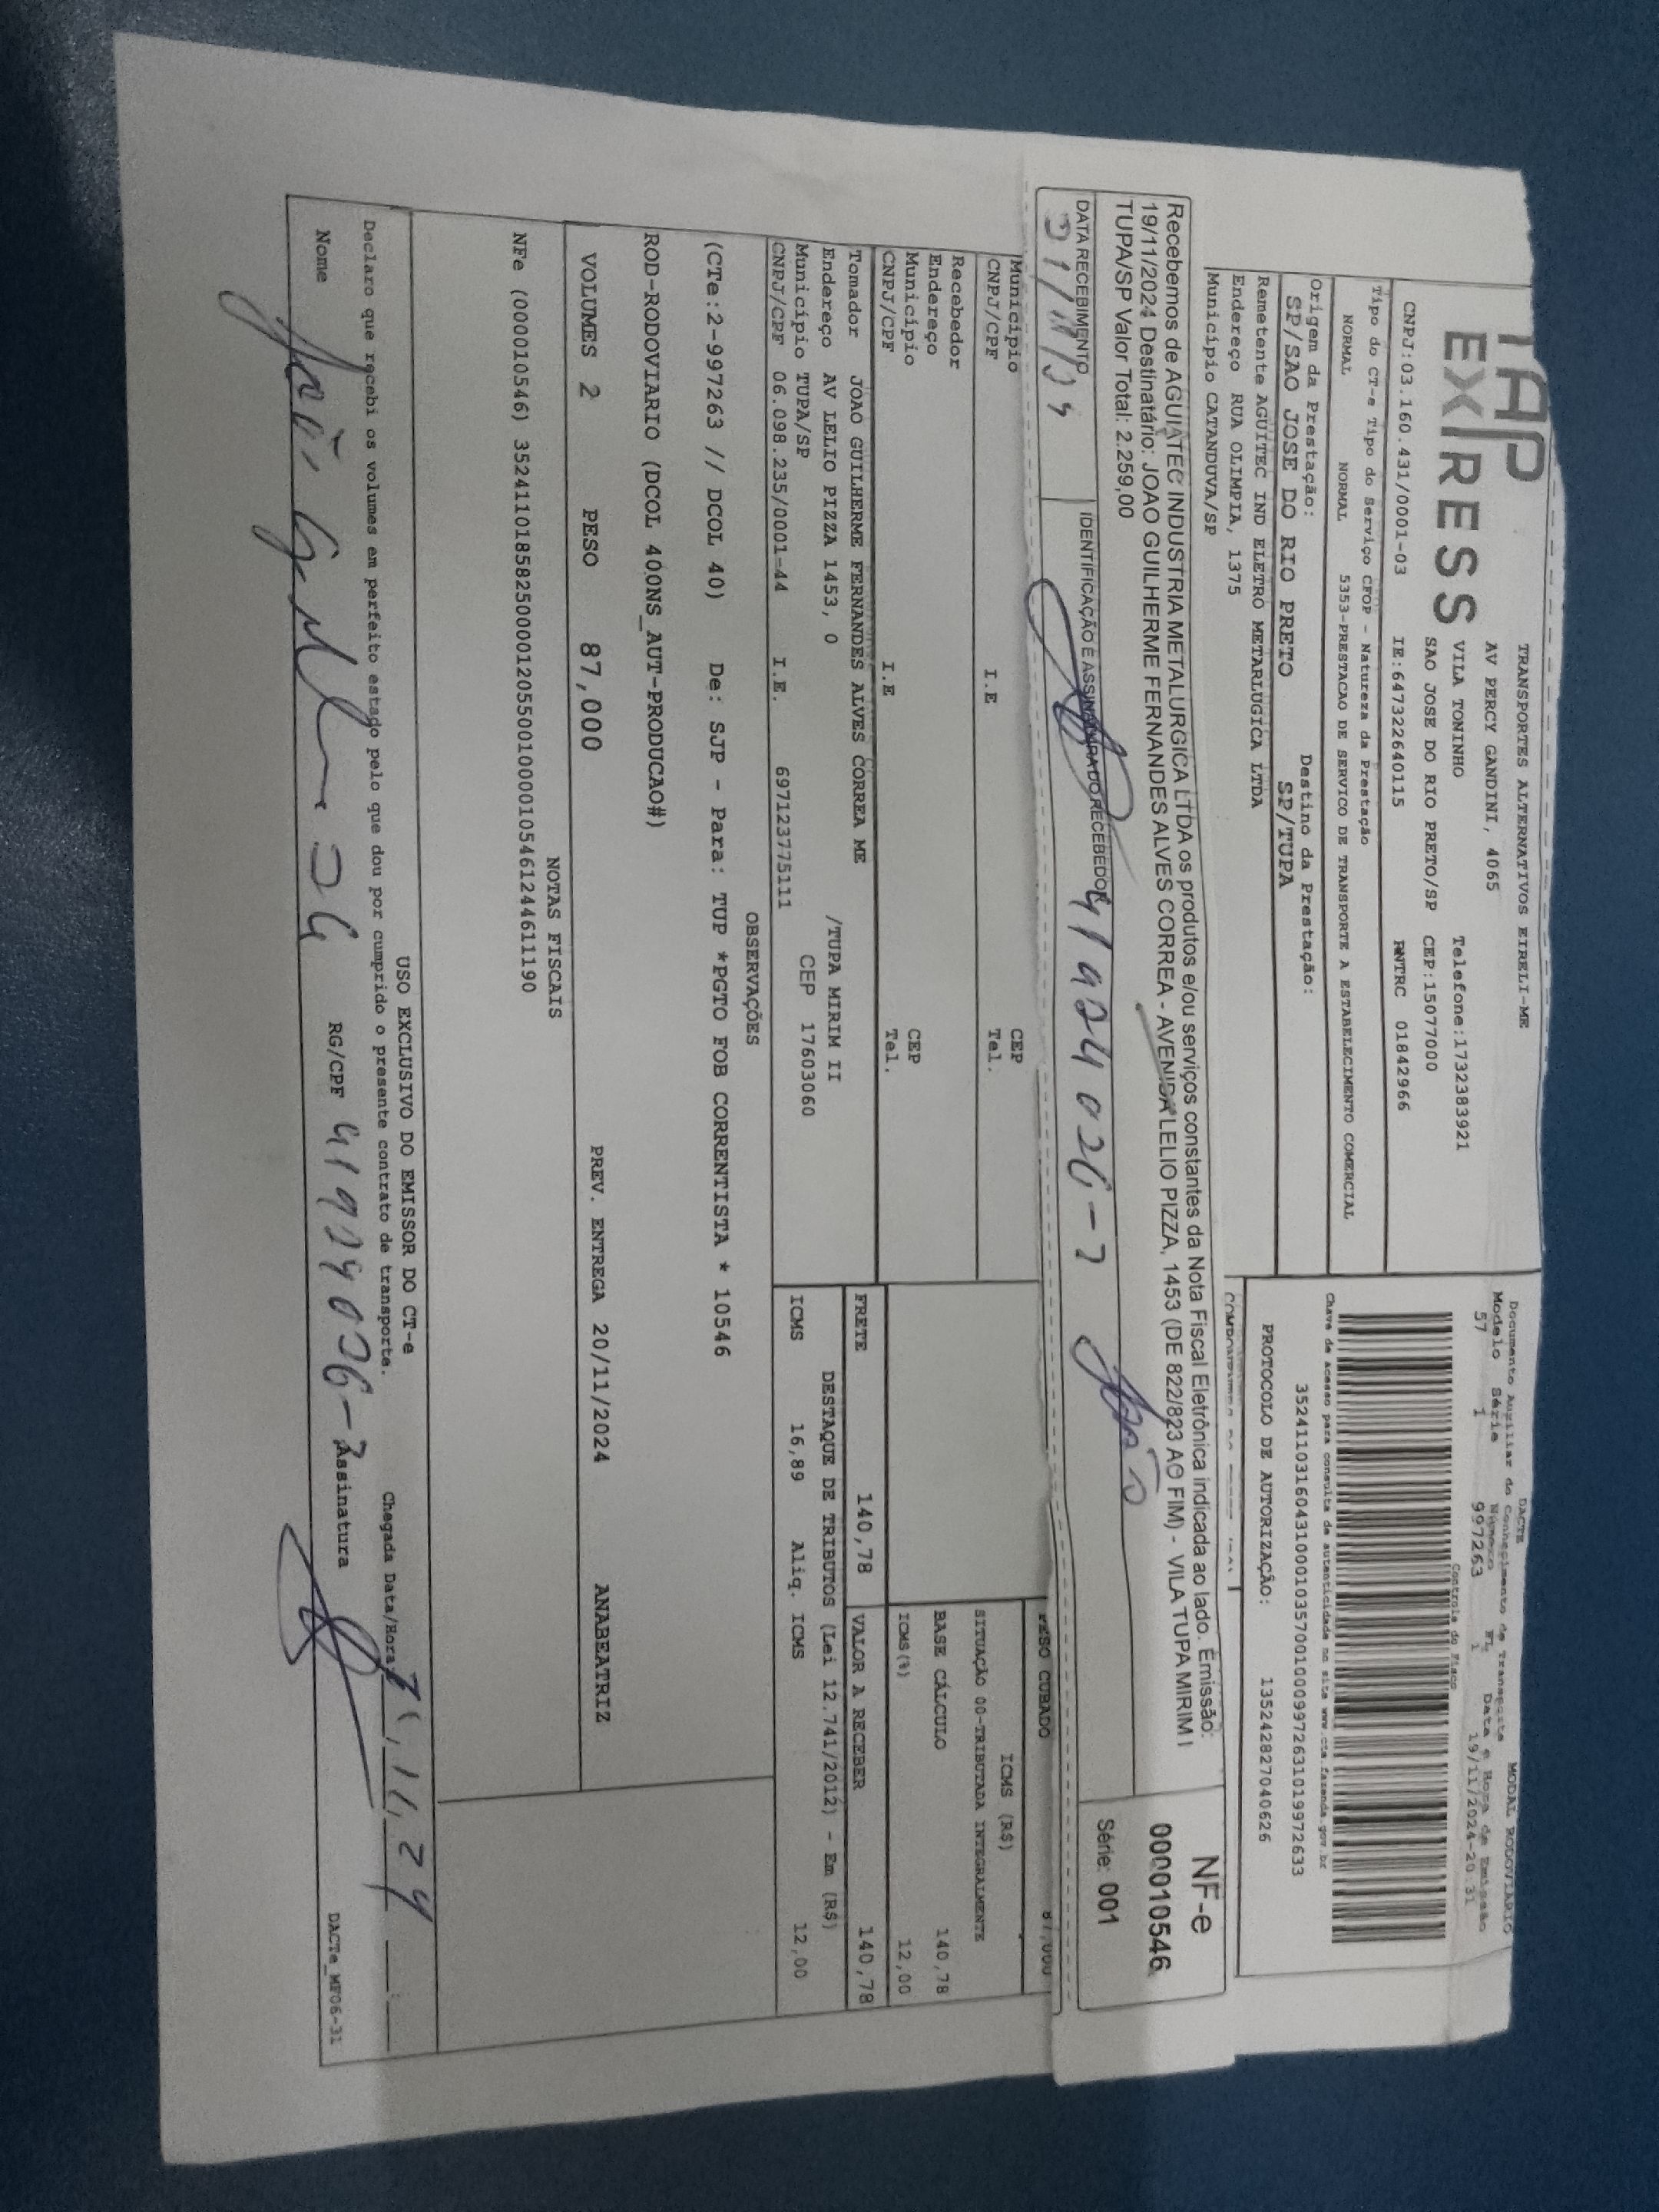 TAP
EXPRESS
TRANSPORTES ALTERNATIVOS EIRELI-ME
AV PERCY GANDINI, 4065
VILA TONINHO Telefone:1732383921
SAO JOSE DO RIO PRETO/SP CEP:15077000
CNPJ:03.160.431/0001-03 IE:647322640115 RNTRC 01842966
Tipo do CT-e Tipo do Serviço CFOP - Natureza da Prestação
NORMAL NORMAL 5353-PRESTACAO DE SERVICO DE TRANSPORTE A ESTABELECIMENTO COMERCIAL
Origem da Prestação: Destino da Prestação:
SP/SAO JOSE DO RIO PRETO SP/TUPA
Remetente AGUITEC IND ELETRO METARLUGICA LTDA
Endereço RUA OLIMPIA, 1375
Município CATANDUVA/SP
DACTE MODAL RODOVIARIO
Documento Auxiliar do Conhecimento de Transporte
Modelo Série Número FL Data e Hora de Emissão
57 1 997263 1 19/11/2024-20:31
Controle do Fisco
Chave de acesso para consulta de autenticidade no site www.cte.fazenda.gov.br
35241103160431000103570010009972631019972633
PROTOCOLO DE AUTORIZAÇÃO: 135242827040626
Recebemos de AGUIATEC INDUSTRIA METALURGICA LTDA os produtos e/ou serviços constantes da Nota Fiscal Eletrônica indicada ao lado. Emissão:
19/11/2024 Destinatário: JOAO GUILHERME FERNANDES ALVES CORREA - AVENIDA LELIO PIZZA, 1453 (DE 822/823 AO FIM) - VILA TUPA MIRIM I
TUPA/SP Valor Total: 2.259,00
DATA RECEBIMENTO IDENTIFICAÇÃO E ASSINATURA DO RECEBEDOR
41924026-7 João
NF-e
000010546
Série: 001
PESO CUBADO 87,000
Município CEP
CNPJ/CPF I.E Tel.
Recebedor
Endereço
Município CEP
CNPJ/CPF I.E Tel.
ICMS (R$)
SITUAÇÃO 00-TRIBUTADA INTEGRALMENTE
BASE CÁLCULO 140,78
ICMS(%) 12,00
Tomador JOAO GUILHERME FERNANDES ALVES CORREA ME
Endereço AV LELIO PIZZA 1453, 0 /TUPA MIRIM II
Município TUPA/SP CEP 17603060
CNPJ/CPF 06.098.235/0001-44 I.E. 697123775111
FRETE 140,78 VALOR A RECEBER 140,78
DESTAQUE DE TRIBUTOS (Lei 12.741/2012) - Em (R$)
ICMS 16,89 Aliq. ICMS 12,00
OBSERVAÇÕES
(CTe:2-997263 // DCOL 40) De: SJP - Para: TUP *PGTO FOB CORRENTISTA * 10546
ROD-RODOVIARIO (DCOL 400NS_AUT-PRODUCAO#)
VOLUMES 2 PESO 87,000 PREV. ENTREGA 20/11/2024 ANABEATRIZ
NOTAS FISCAIS
NFe (000010546) 35241101858250000120550010000105461244611190
USO EXCLUSIVO DO EMISSOR DO CT-e
Declaro que recebi os volumes em perfeito estado pelo que dou por cumprido o presente contrato de transporte. Chegada Data/Hora
Nome João RG/CPF 41924026-7 Assinatura
DACTe_MF06-31